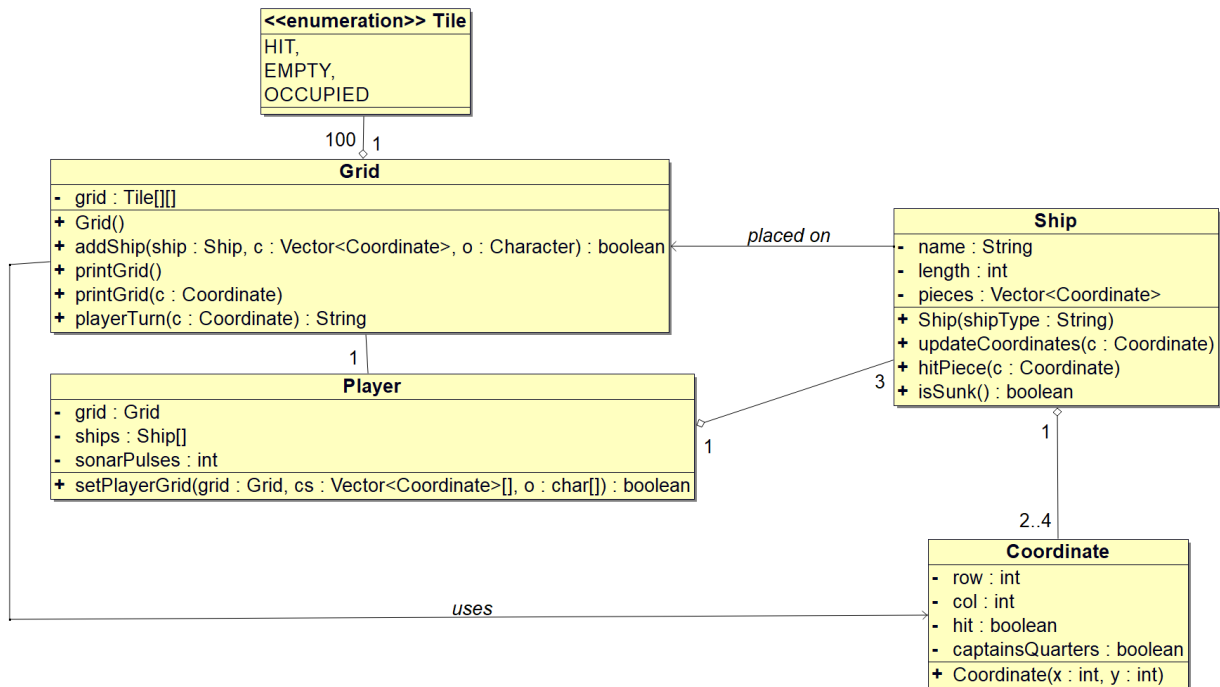 <<enumeration>> Tile
HIT,
EMPTY,
OCCUPIED
100
1
Grid
- grid : Tile[][]
+ Grid()
+ addShip(ship : Ship, c : Vector<Coordinate>, o : Character) : boolean
+ printGrid()
+ printGrid(c : Coordinate)
+ playerTurn(c : Coordinate) : String
placed on
Ship
- name : String
- length : int
- pieces : Vector<Coordinate>
+ Ship(shipType : String)
+ updateCoordinates(c : Coordinate)
+ hitPiece(c : Coordinate)
+ isSunk() : boolean
1
Player
- grid : Grid
- ships : Ship[]
- sonarPulses : int
+ setPlayerGrid(grid : Grid, cs : Vector<Coordinate>[], o : char[]) : boolean
3
1
1
2..4
uses
Coordinate
- row : int
- col : int
- hit : boolean
- captainsQuarters : boolean
+ Coordinate(x : int, y : int)